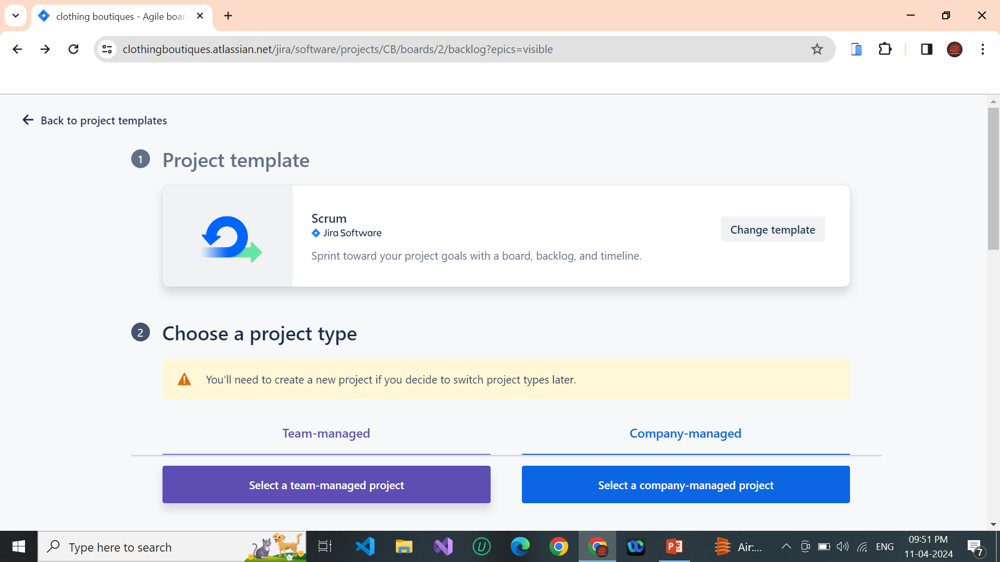 clothing boutiques - Agile boar
clothingboutiques.atlassian.net/jira/software/projects/CB/boards/2/backlog?epics=visible
Back to project templates
1 Project template
Scrum
Jira Software
Change template
Sprint toward your project goals with a board, backlog, and timeline.
2 Choose a project type
You’ll need to create a new project if you decide to switch project types later.
Team-managed
Company-managed
Select a team-managed project
Select a company-managed project
Type here to search
Air:...
ENG
09:51 PM
11-04-2024
7